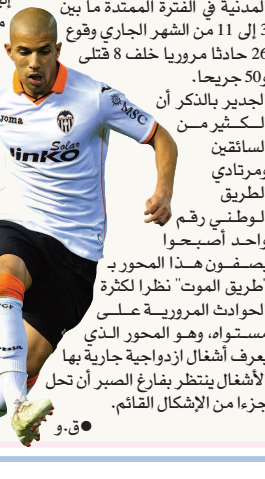 المدنية في الفترة الممتدة ما بين
3 إلى 11 من الشهر الجاري وقوع
26 حادثا مروريا خلف 8 قتلى
و50 جريحا.
الجدير بالذكر أن
الكثير من
السائقين
ومرتادي
الطريق
الوطني رقم
واحد أصبحوا
يصفون هذا المحور بـ
"طريق الموت" نظرا لكثرة
الحوادث المرورية على
مستواه، وهو المحور الذي
يعرف أشغال ازدواجية جارية بها
الأشغال ينتظر بفارغ الصبر أن تحل
جزءا من الإشكال القائم.
●ق.و
joma
MSC
Solar
jinko